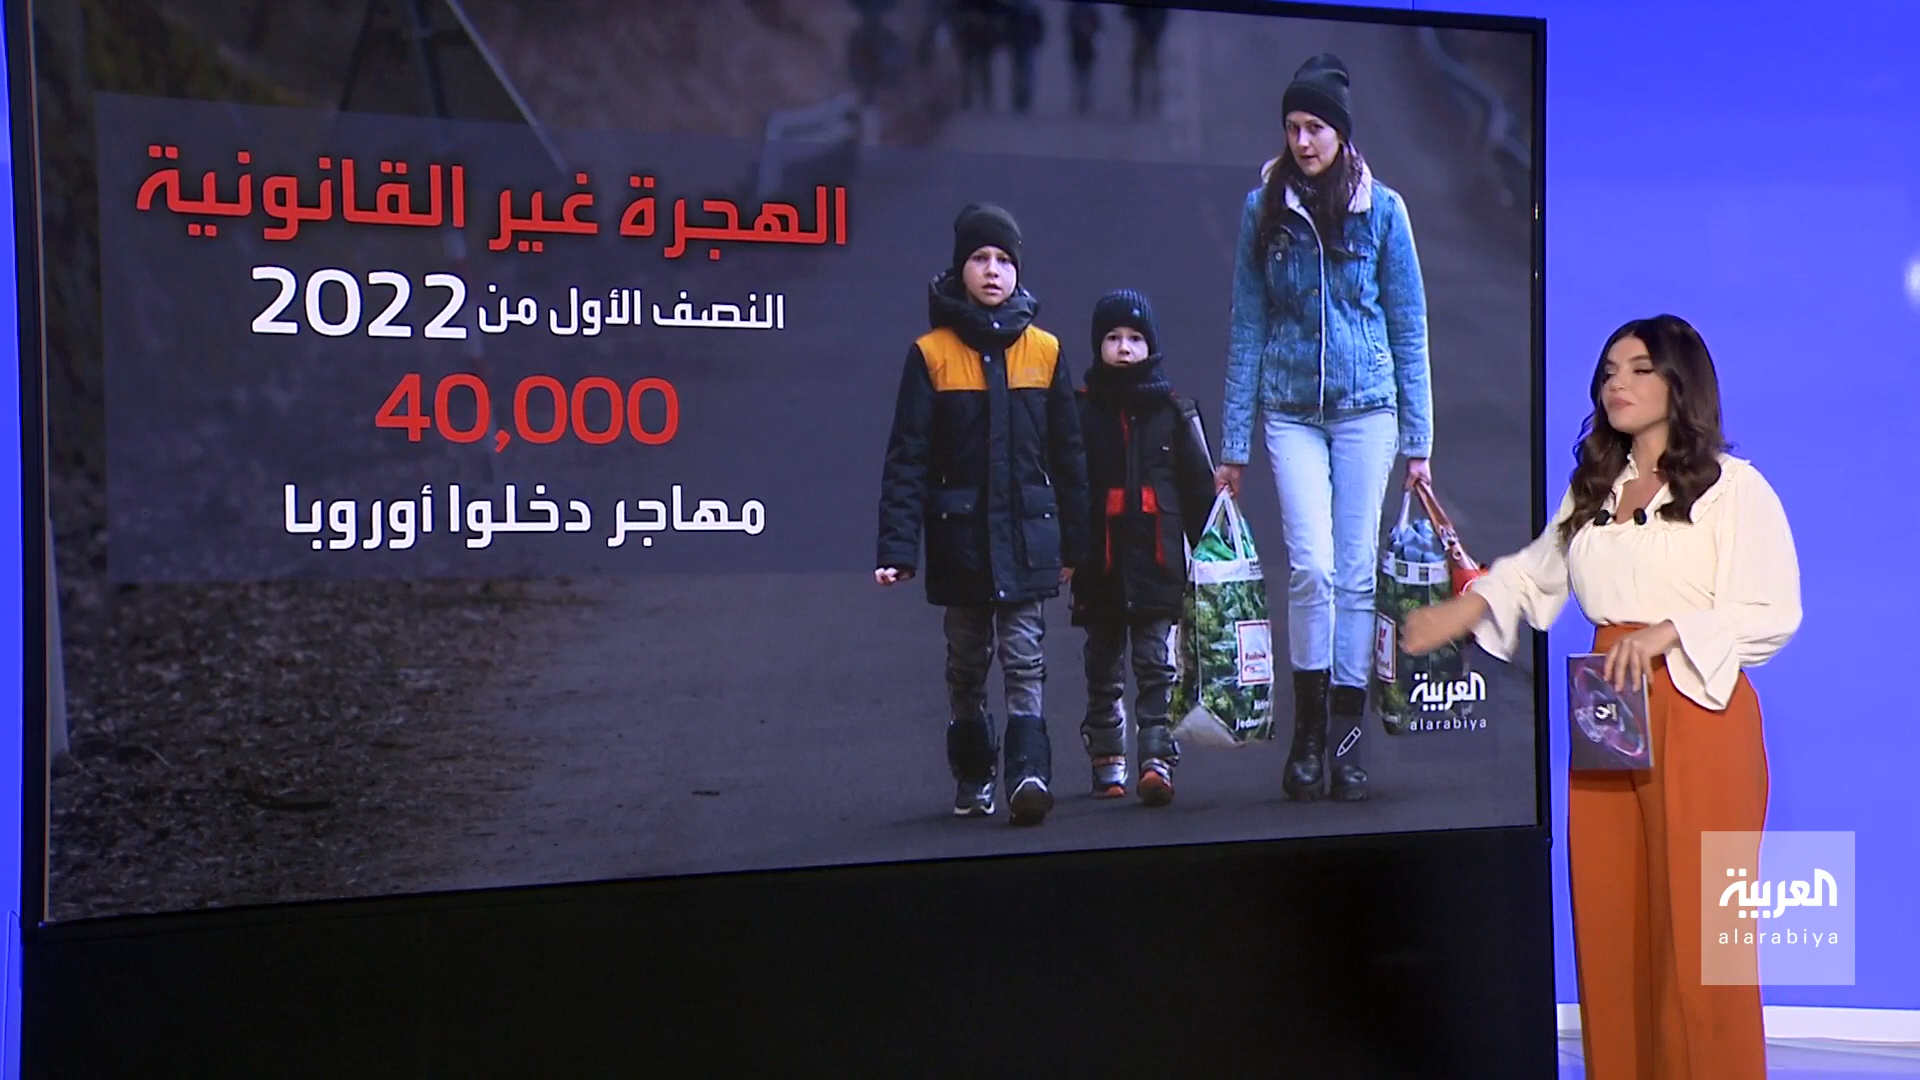 الهجرة غير القانونية
النصف الأول من 2022
40,000
مهاجر دخلوا أوروبا
العربية
alarabiya
العربية
alarabiya